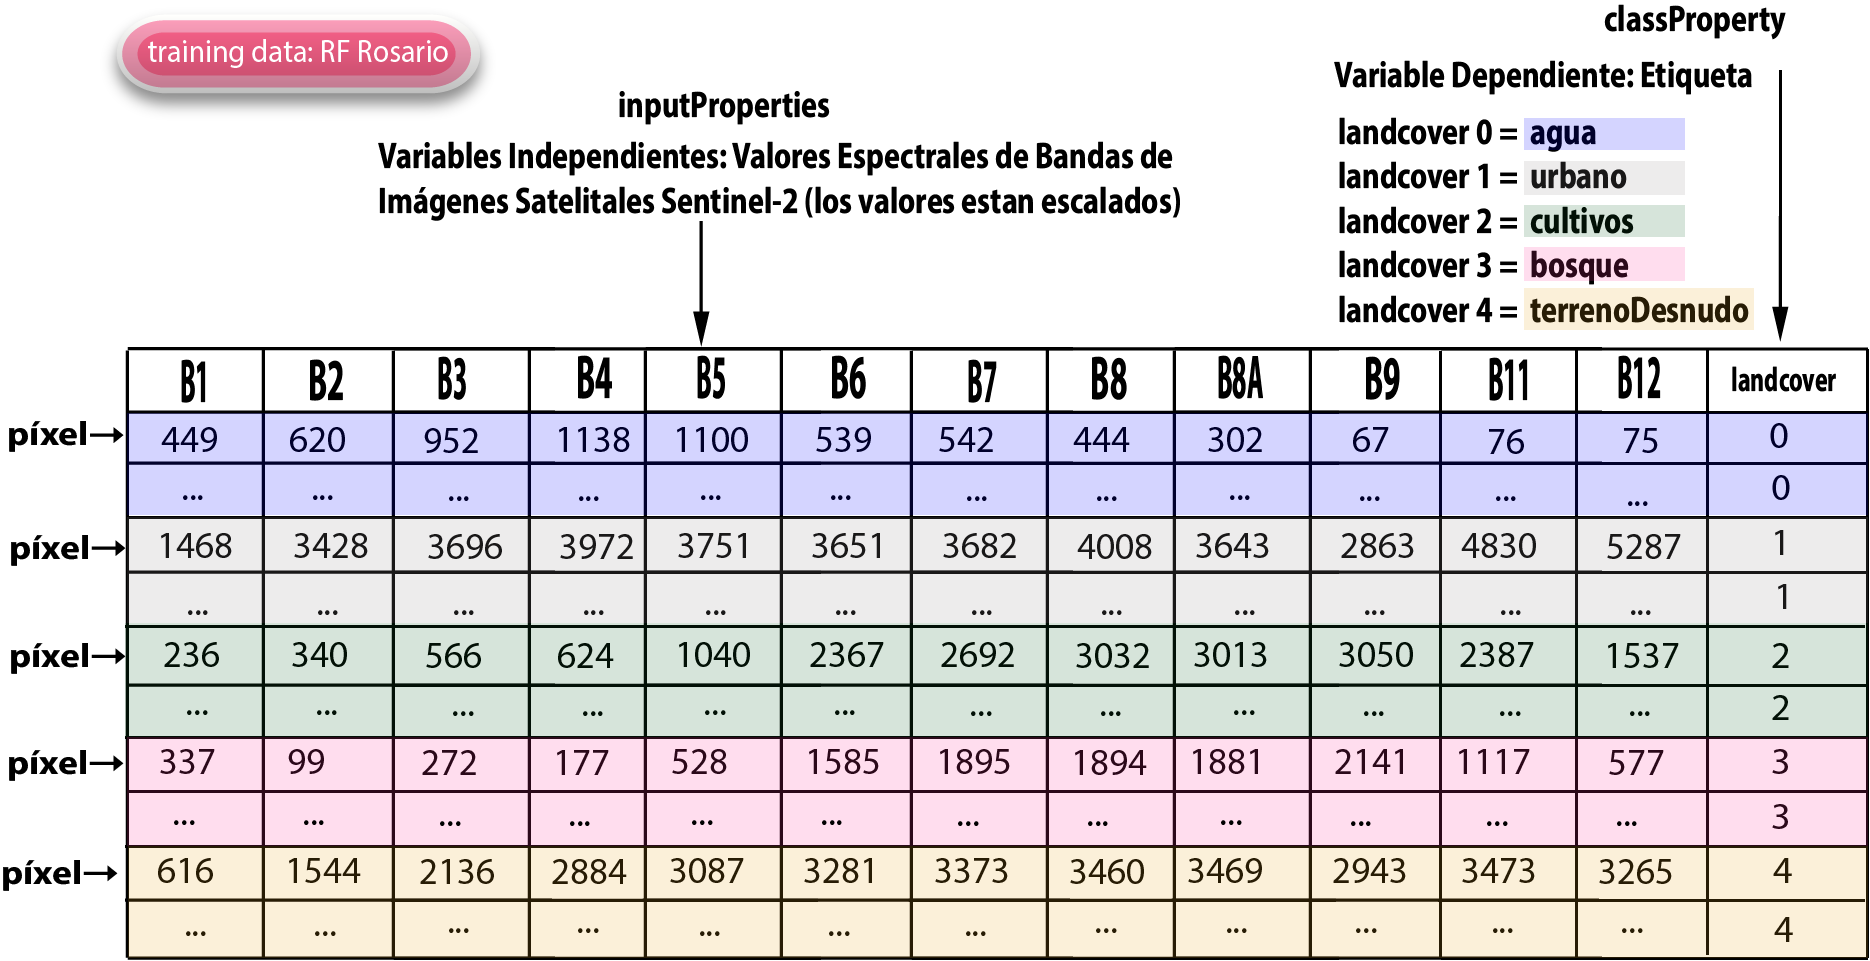 classProperty
training data: RF Rosario
Variable Dependiente: Etiqueta
inputProperties
landcover 0 = agua
Variables Independientes: Valores Espectrales de Bandas de
landcover 1 = urbano
Imágenes Satelitales Sentinel-2 (los valores estan escalados)
landcover 2 = cultivos
landcover 3 = bosque
landcover 4 = terrenoDesnudo
B1 B2 B3 B4 B5 B6 B7 B8 B8A B9 B11 B12 landcover
píxel→ 449 620 952 1138 1100 539 542 444 302 67 76 75 0
... ... ... ... ... ... ... ... ... ... ... ... 0
píxel→ 1468 3428 3696 3972 3751 3651 3682 4008 3643 2863 4830 5287 1
... ... ... ... ... ... ... ... ... ... ... ... 1
píxel→ 236 340 566 624 1040 2367 2692 3032 3013 3050 2387 1537 2
... ... ... ... ... ... ... ... ... ... ... ... 2
píxel→ 337 99 272 177 528 1585 1895 1894 1881 2141 1117 577 3
... ... ... ... ... ... ... ... ... ... ... ... 3
píxel→ 616 1544 2136 2884 3087 3281 3373 3460 3469 2943 3473 3265 4
... ... ... ... ... ... ... ... ... ... ... ... 4